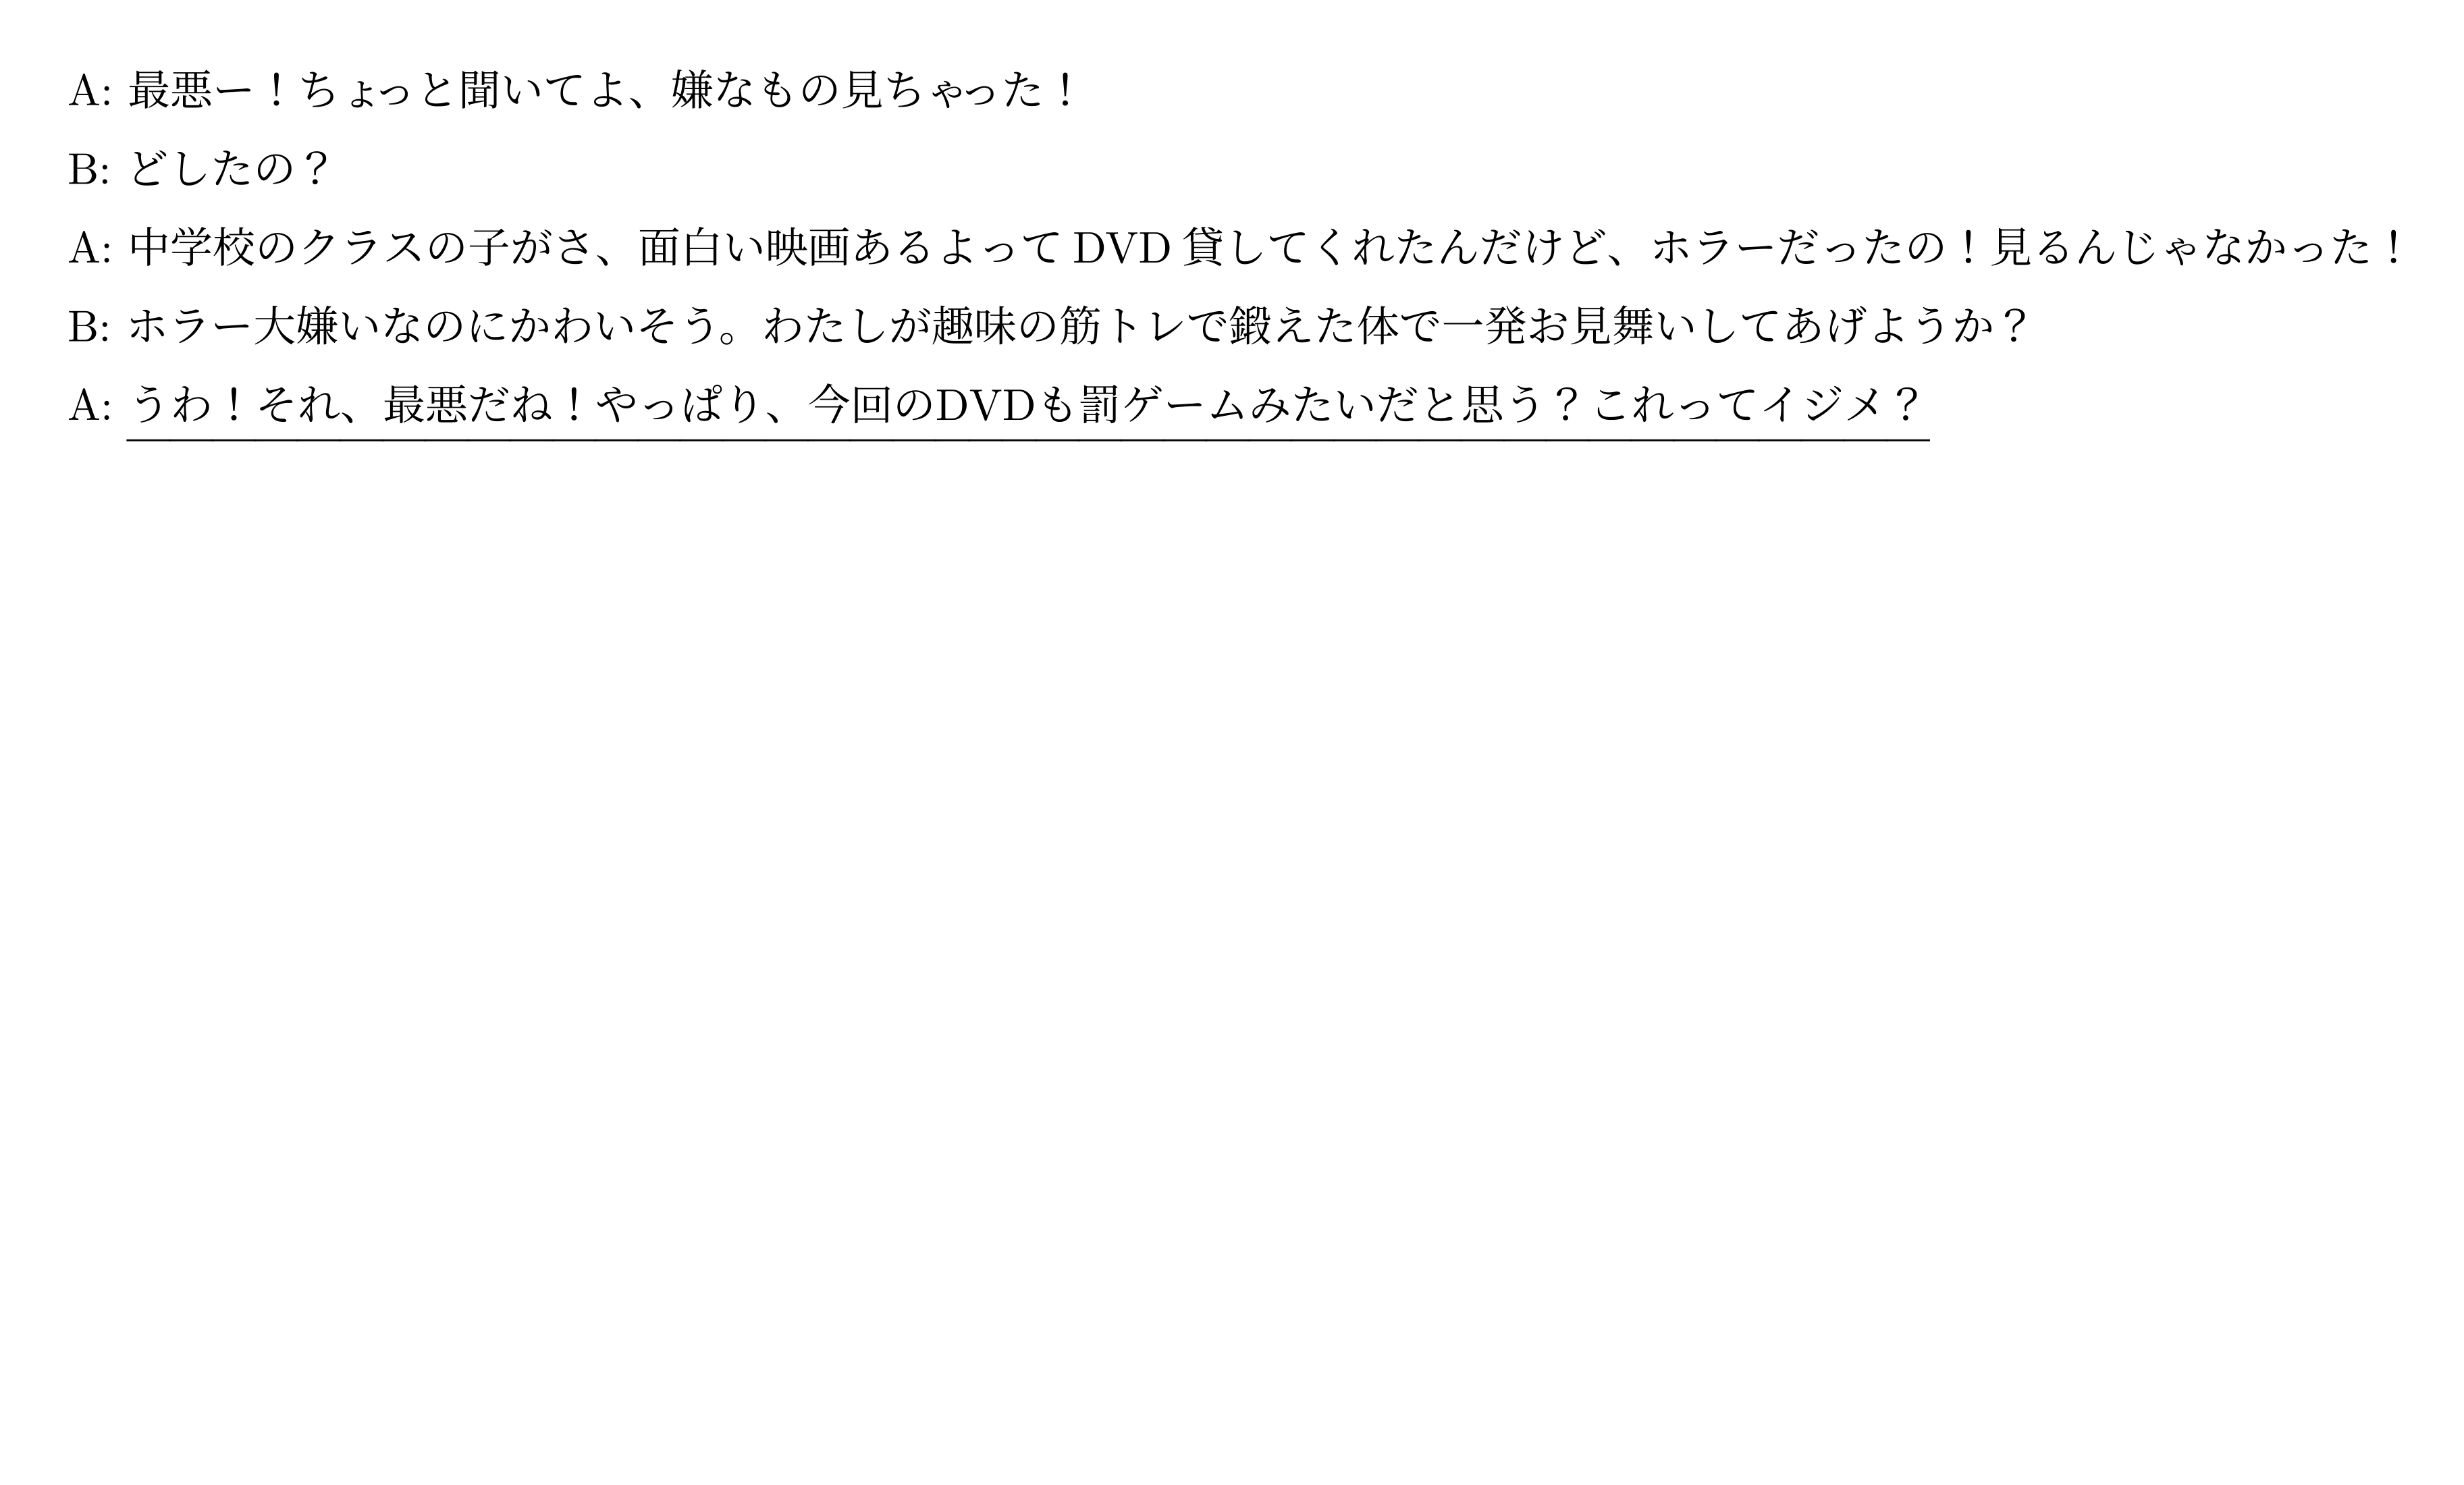 A: 最悪ー！ちょっと聞いてよ、嫌なもの見ちゃった！
B: どしたの？
A: 中学校のクラスの子がさ、面白い映画あるよって DVD 貸してくれたんだけど、ホラーだったの！見るんじゃなかった！
B: ホラー大嫌いなのにかわいそう。わたしが趣味の筋トレで鍛えた体で一発お見舞いしてあげようか？
A: うわ！それ、最悪だね！やっぱり、今回のDVDも罰ゲームみたいだと思う？これってイジメ？